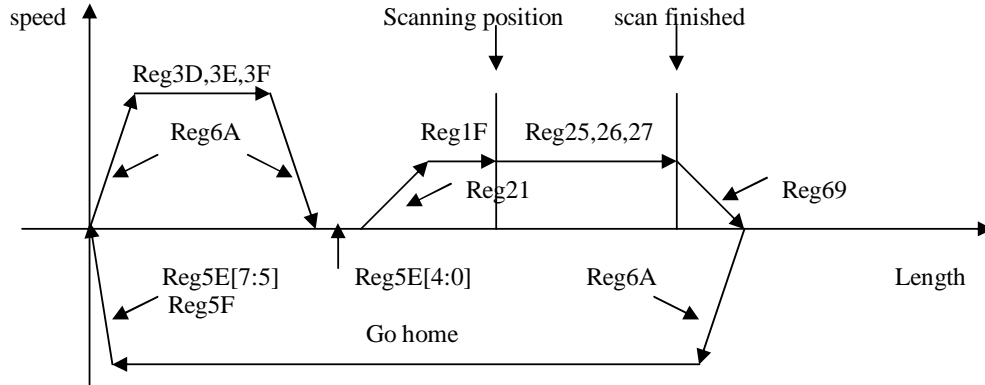 speed
Scanning position
scan finished
Reg3D,3E,3F
Reg6A
Reg1F
Reg25,26,27
Reg21
Reg69
Reg5E[7:5]
Reg5F
Reg5E[4:0]
Reg6A
Length
Go home